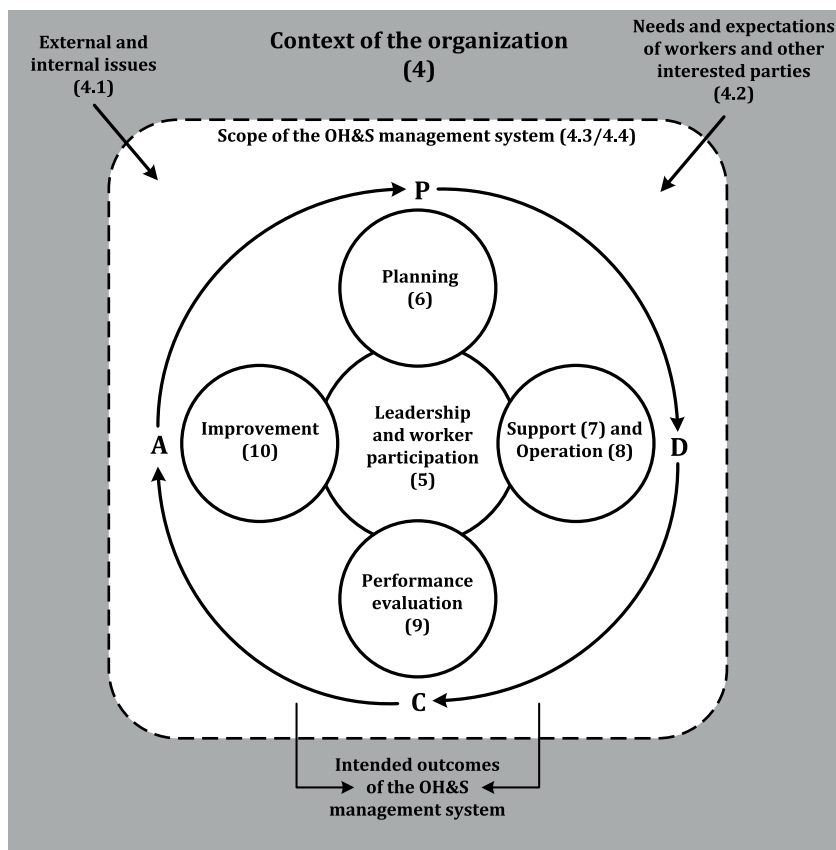 External and
internal issues
(4.1)
Context of the organization
(4)
Needs and expectations
of workers and other
interested parties
(4.2)
Scope of the OH&S management system (4.3/4.4)
P
Planning
(6)
A
Improvement
(10)
Leadership
and worker
participation
(5)
Support (7) and
Operation (8)
D
Performance
evaluation
(9)
C
Intended outcomes
of the OH&S
management system